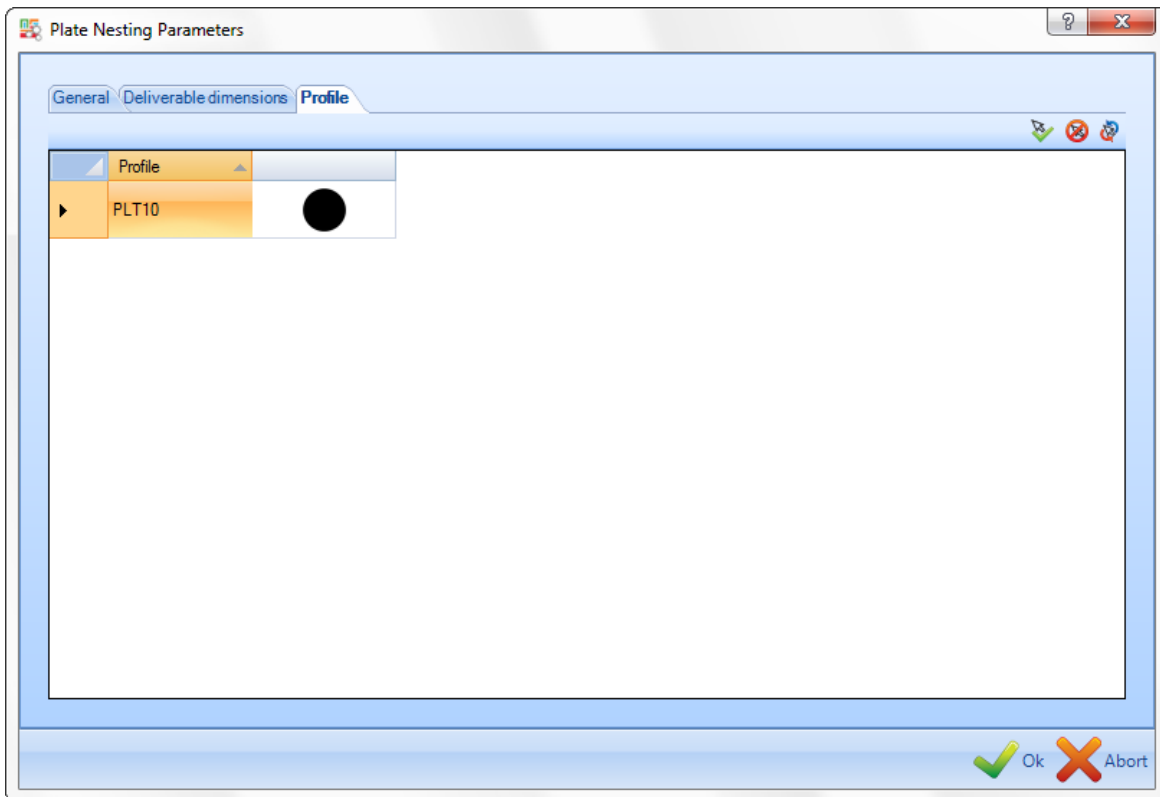 Plate Nesting Parameters
General Deliverable dimensions Profile
Profile
PLT10
Ok Abort